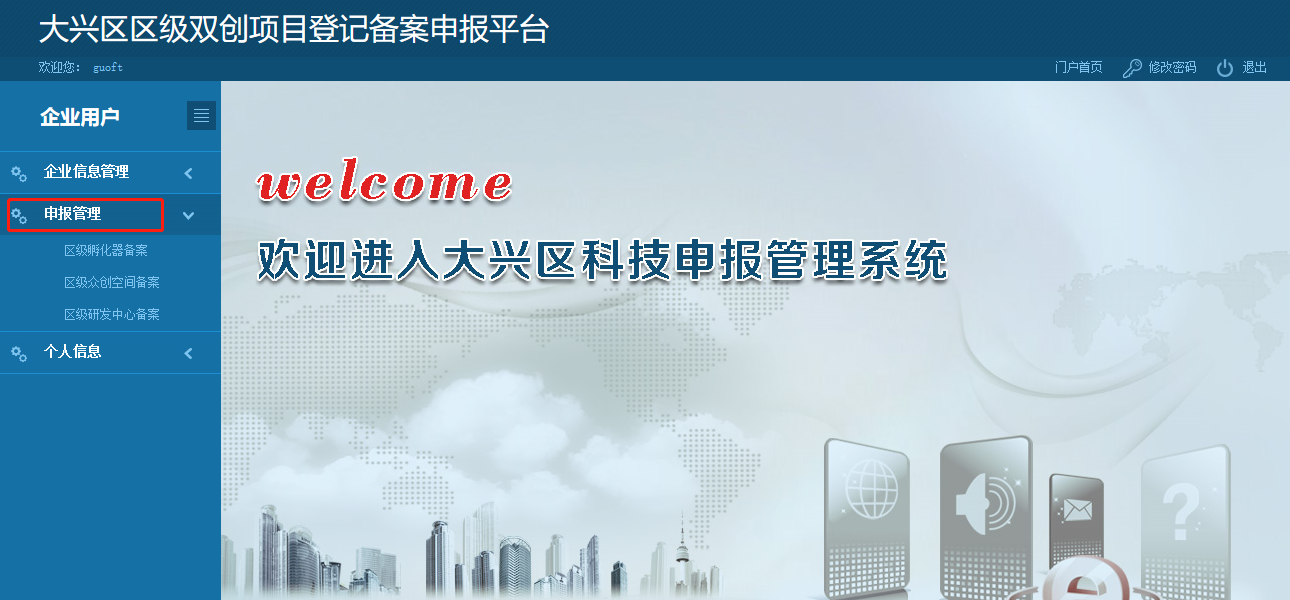 大兴区区级双创项目登记备案申报平台
欢迎您: guoft
门户首页 修改密码 退出
企业用户
企业信息管理
申报管理
区级孵化器备案
区级众创空间备案
区级研发中心备案
个人信息
welcome
欢迎进入大兴区科技申报管理系统
?
e